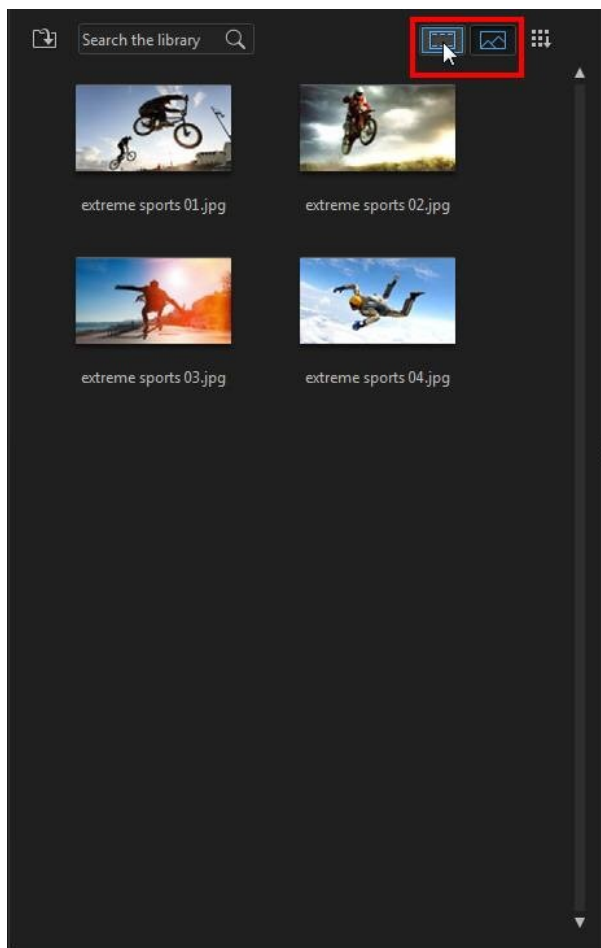 Search the library
extreme sports 01.jpg
extreme sports 02.jpg
extreme sports 03.jpg
extreme sports 04.jpg